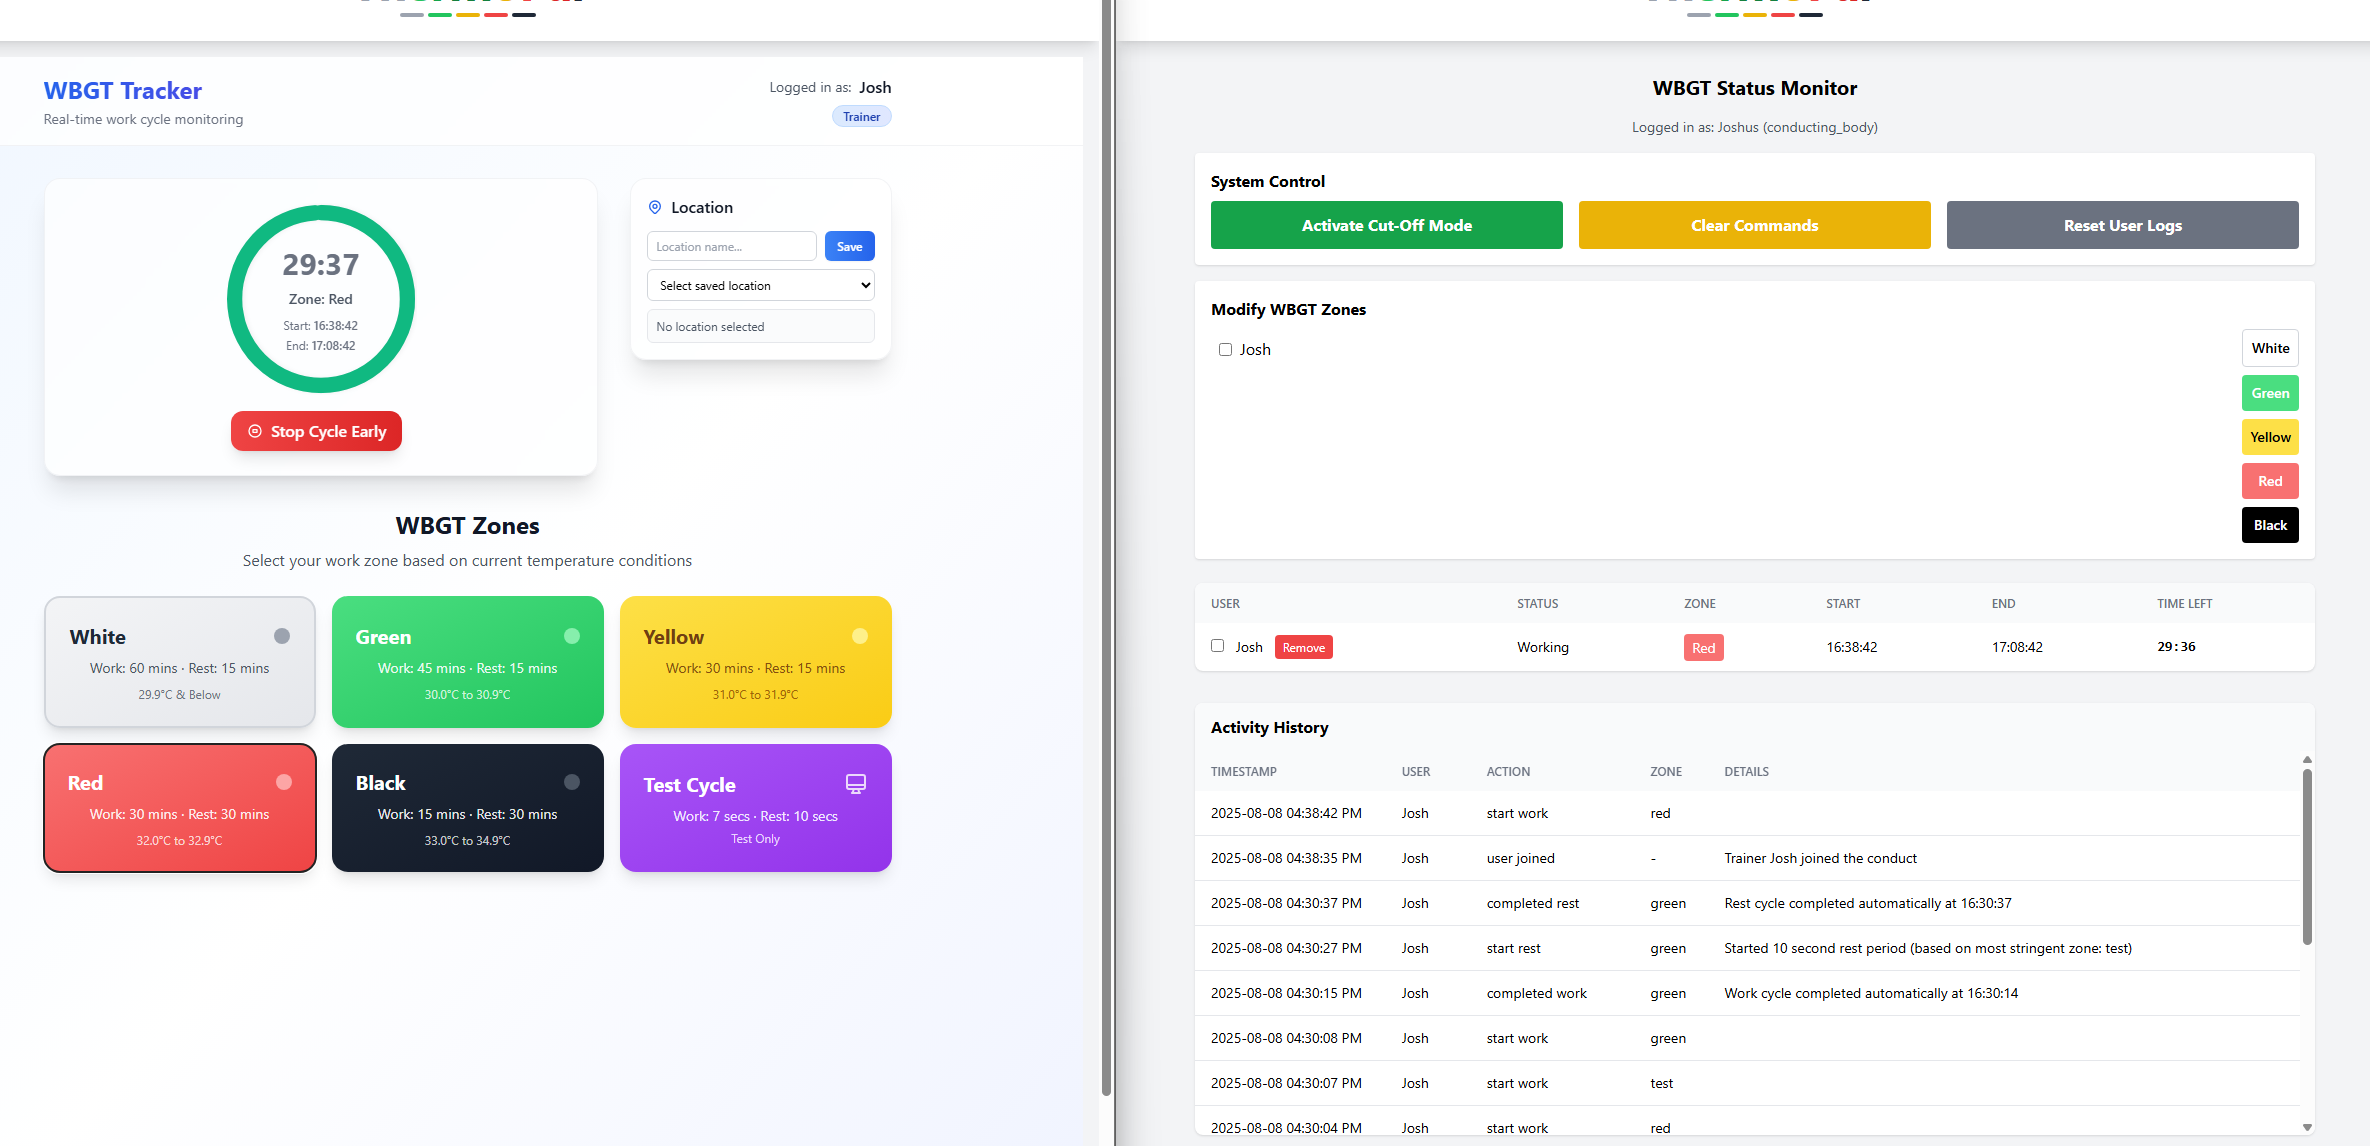 WBGT Tracker
Real-time work cycle monitoring
Logged in as: Josh
Trainer
29:37
Zone: Red
Start: 16:38:42
End: 17:08:42
Stop Cycle Early
Location
Location name...
Save
Select saved location
No location selected
WBGT Zones
Select your work zone based on current temperature conditions
White
Work: 60 mins · Rest: 15 mins
29.9°C & Below
Green
Work: 45 mins · Rest: 15 mins
30.0°C to 30.9°C
Yellow
Work: 30 mins · Rest: 15 mins
31.0°C to 31.9°C
Red
Work: 30 mins · Rest: 30 mins
32.0°C to 32.9°C
Black
Work: 15 mins · Rest: 30 mins
33.0°C to 34.9°C
Test Cycle
Work: 7 secs · Rest: 10 secs
Test Only
WBGT Status Monitor
Logged in as: Joshus (conducting_body)
System Control
Activate Cut-Off Mode
Clear Commands
Reset User Logs
Modify WBGT Zones
Josh
White
Green
Yellow
Red
Black
USER STATUS ZONE START END TIME LEFT
Josh Remove Working Red 16:38:42 17:08:42 29:36
Activity History
TIMESTAMP USER ACTION ZONE DETAILS
2025-08-08 04:38:42 PM Josh start work red
2025-08-08 04:38:35 PM Josh user joined - Trainer Josh joined the conduct
2025-08-08 04:30:37 PM Josh completed rest green Rest cycle completed automatically at 16:30:37
2025-08-08 04:30:27 PM Josh start rest green Started 10 second rest period (based on most stringent zone: test)
2025-08-08 04:30:15 PM Josh completed work green Work cycle completed automatically at 16:30:14
2025-08-08 04:30:08 PM Josh start work green
2025-08-08 04:30:07 PM Josh start work test
2025-08-08 04:30:04 PM Josh start work red